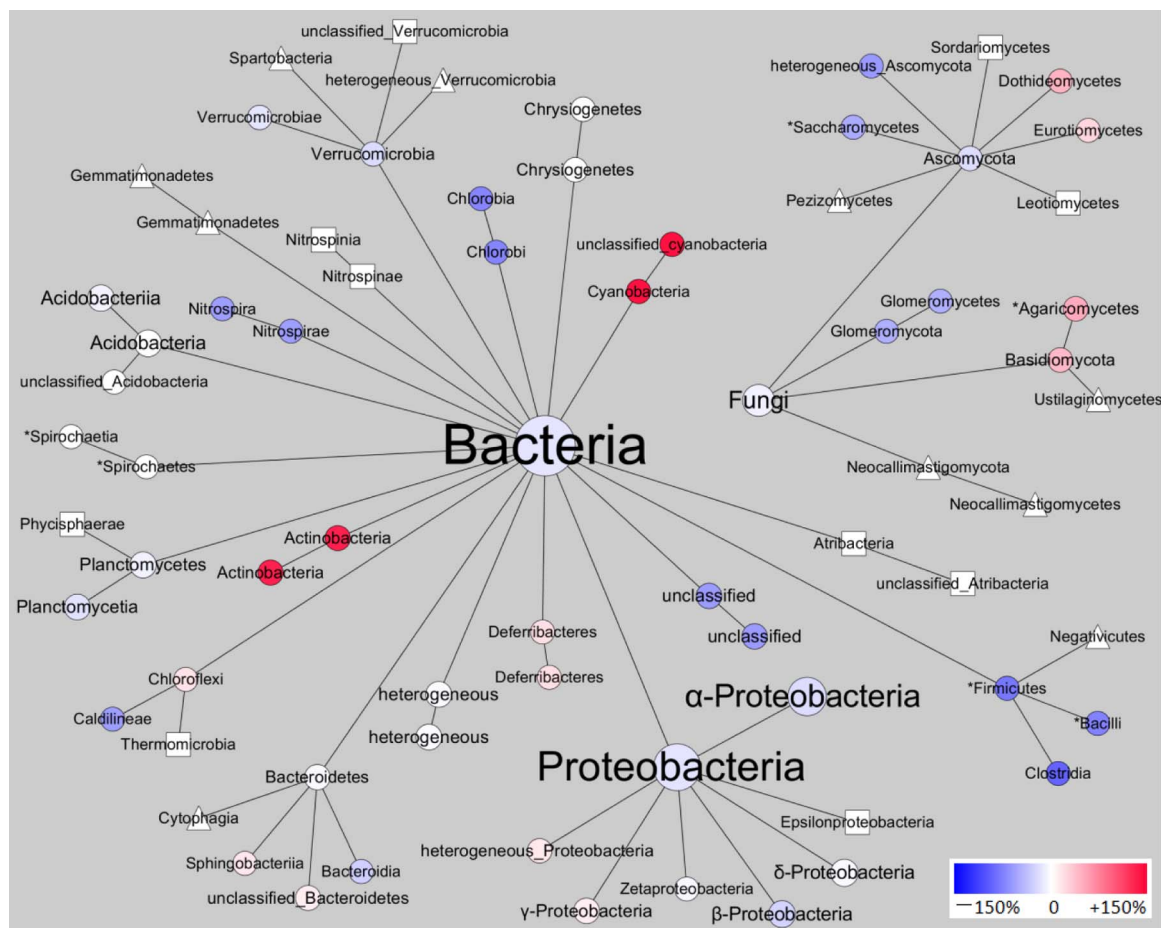 unclassified_Verrucomicrobia
Spartobacteria
heterogeneous_Verrucomicrobia
Verrucomicrobiae
Verrucomicrobia
Chrysiogenetes
Chrysiogenetes
Sordariomycetes
heterogeneous_Ascomycota
Dothideomycetes
*Saccharomycetes
Eurotiomycetes
Ascomycota
Pezizomycetes
Leotiomycetes
Gemmatimonadetes
Gemmatimonadetes
Chlorobia
Chlorobi
Nitrospinia
Nitrospinae
unclassified_cyanobacteria
Cyanobacteria
Acidobacteriia
Nitrospira
Nitrospirae
Acidobacteria
unclassified_Acidobacteria
Glomeromycetes
*Agaricomycetes
Glomeromycota
Basidiomycota
Fungi
Ustilaginomycetes
*Spirochaetia
*Spirochaetes
Bacteria
Neocallimastigomycota
Neocallimastigomycetes
Phycisphaerae
Planctomycetes
Planctomycetia
Actinobacteria
Actinobacteria
Atribacteria
unclassified_Atribacteria
unclassified
unclassified
Deferribacteres
Deferribacteres
Negativicutes
*Firmicutes
*Bacilli
Clostridia
Chloroflexi
Caldilineae
Thermomicrobia
heterogeneous
heterogeneous
α-Proteobacteria
Proteobacteria
Bacteroidetes
Cytophagia
Sphingobacteriia
Bacteroidia
unclassified_Bacteroidetes
Epsilonproteobacteria
heterogeneous_Proteobacteria
δ-Proteobacteria
Zetaproteobacteria
γ-Proteobacteria
β-Proteobacteria
−150% 0 +150%